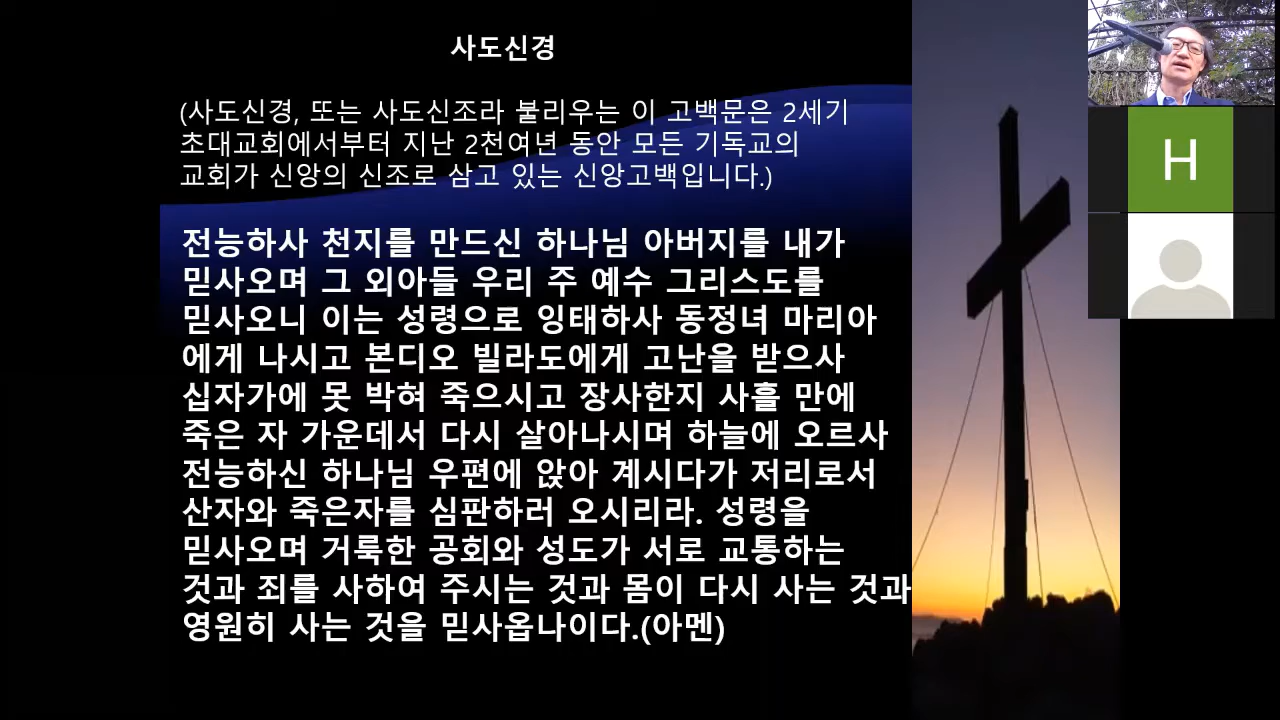 사도신경
(사도신경, 또는 사도신조라 불리우는 이 고백문은 2세기
초대교회에서부터 지난 2천여년 동안 모든 기독교의
교회가 신앙의 신조로 삼고 있는 신앙고백입니다.)
전능하사 천지를 만드신 하나님 아버지를 내가
믿사오며 그 외아들 우리 주 예수 그리스도를
믿사오니 이는 성령으로 잉태하사 동정녀 마리아
에게 나시고 본디오 빌라도에게 고난을 받으사
십자가에 못 박혀 죽으시고 장사한지 사흘 만에
죽은 자 가운데서 다시 살아나시며 하늘에 오르사
전능하신 하나님 우편에 앉아 계시다가 저리로서
산자와 죽은자를 심판하러 오시리라. 성령을
믿사오며 거룩한 공회와 성도가 서로 교통하는
것과 죄를 사하여 주시는 것과 몸이 다시 사는 것과
영원히 사는 것을 믿사옵나이다.(아멘)
H